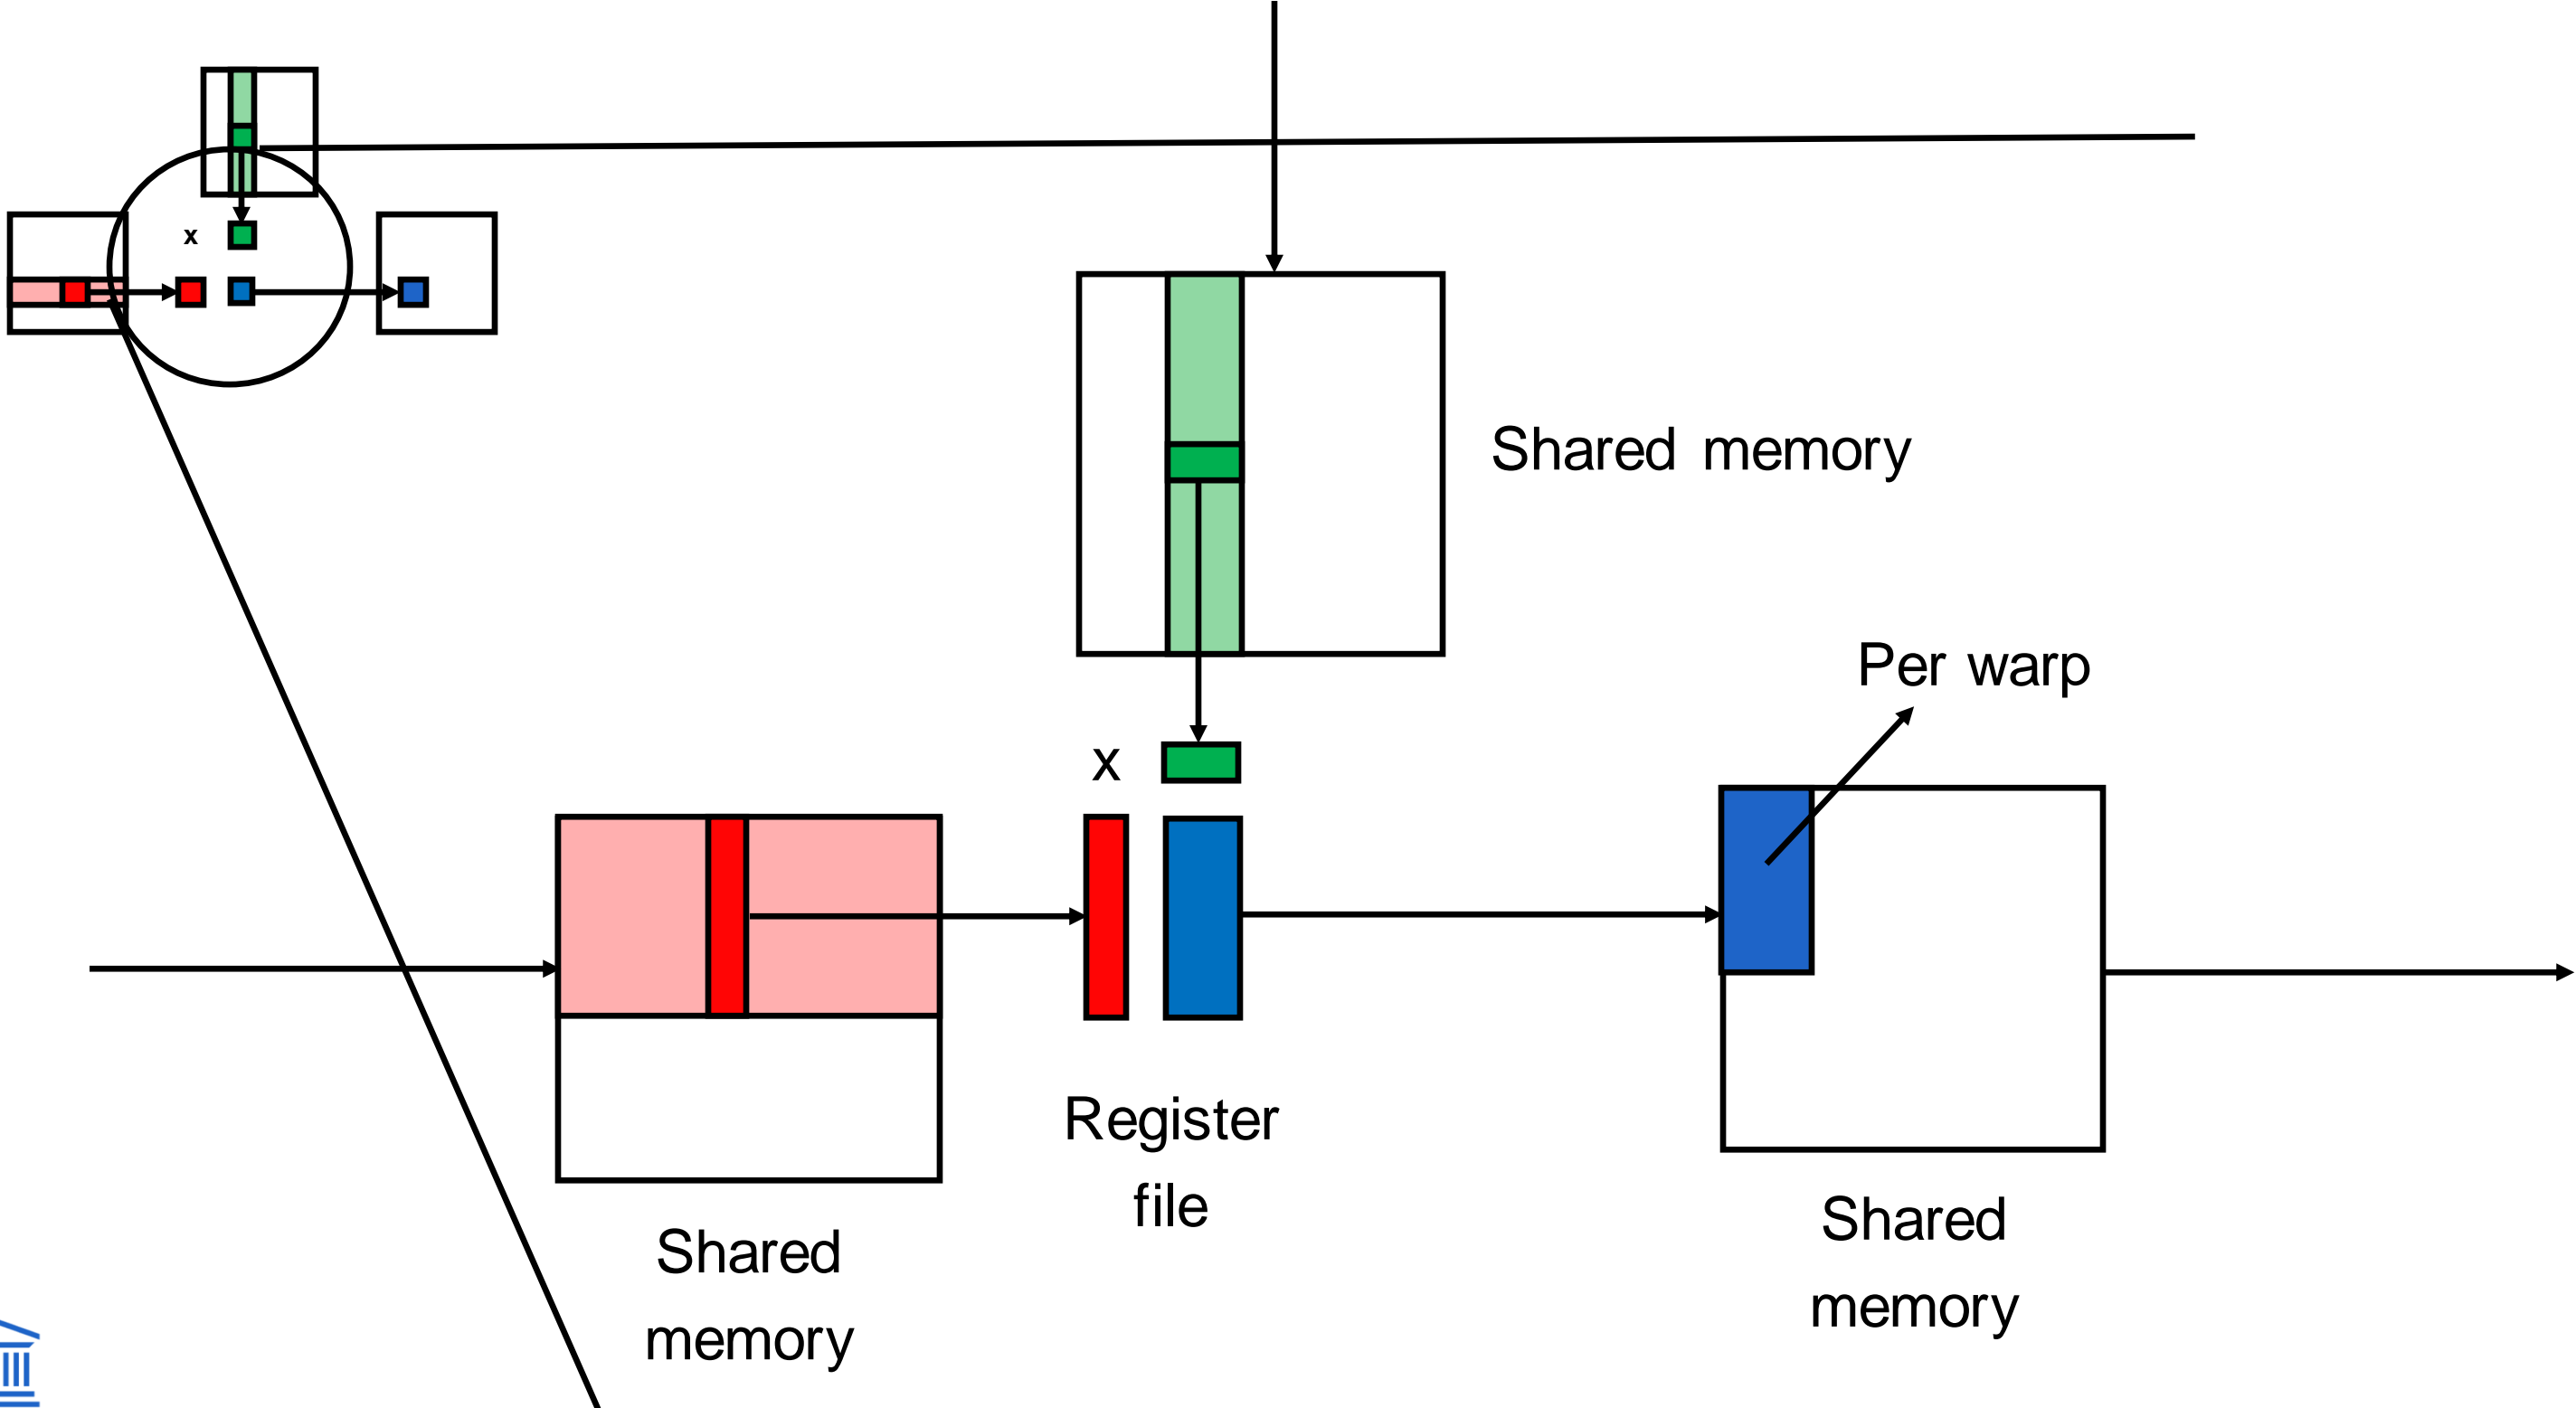 x
Shared memory
Per warp
x
Register
file
Shared
memory
Shared
memory